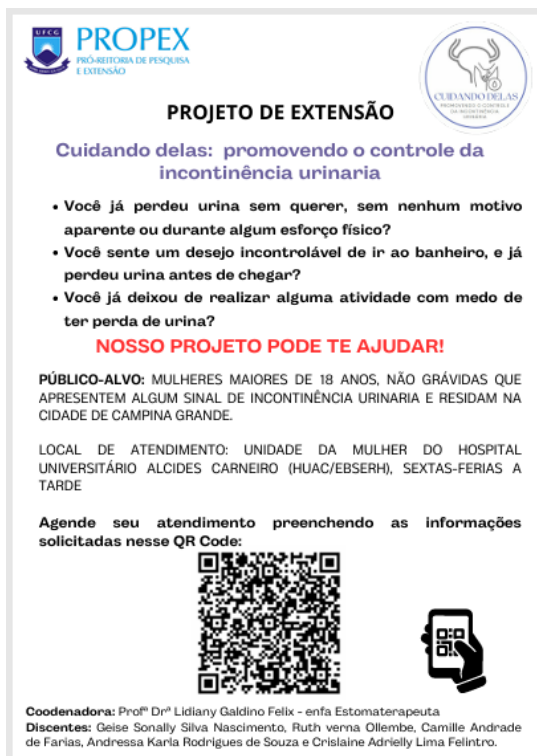 UFCG
PROPEX
PRÓ-REITORIA DE PESQUISA
E EXTENSÃO
CUIDANDO DELAS
PROMOVENDO O CONTROLE
DA INCONTINÊNCIA
URINÁRIA
PROJETO DE EXTENSÃO
Cuidando delas: promovendo o controle da
incontinência urinaria
• Você já perdeu urina sem querer, sem nenhum motivo
aparente ou durante algum esforço físico?
• Você sente um desejo incontrolável de ir ao banheiro, e já
perdeu urina antes de chegar?
• Você já deixou de realizar alguma atividade com medo de
ter perda de urina?
NOSSO PROJETO PODE TE AJUDAR!
PÚBLICO-ALVO: MULHERES MAIORES DE 18 ANOS, NÃO GRÁVIDAS QUE
APRESENTEM ALGUM SINAL DE INCONTINÊNCIA URINARIA E RESIDAM NA
CIDADE DE CAMPINA GRANDE.
LOCAL DE ATENDIMENTO: UNIDADE DA MULHER DO HOSPITAL
UNIVERSITÁRIO ALCIDES CARNEIRO (HUAC/EBSERH), SEXTAS-FERIAS A
TARDE
Agende seu atendimento preenchendo as informações
solicitadas nesse QR Code:
Coodenadora: Profª Drª Lidiany Galdino Felix - enfa Estomaterapeuta
Discentes: Geise Sonally Silva Nascimento, Ruth verna Ollembe, Camille Andrade
de Farias, Andressa Karla Rodrigues de Souza e Crislaine Adrielly Lima Felintro.